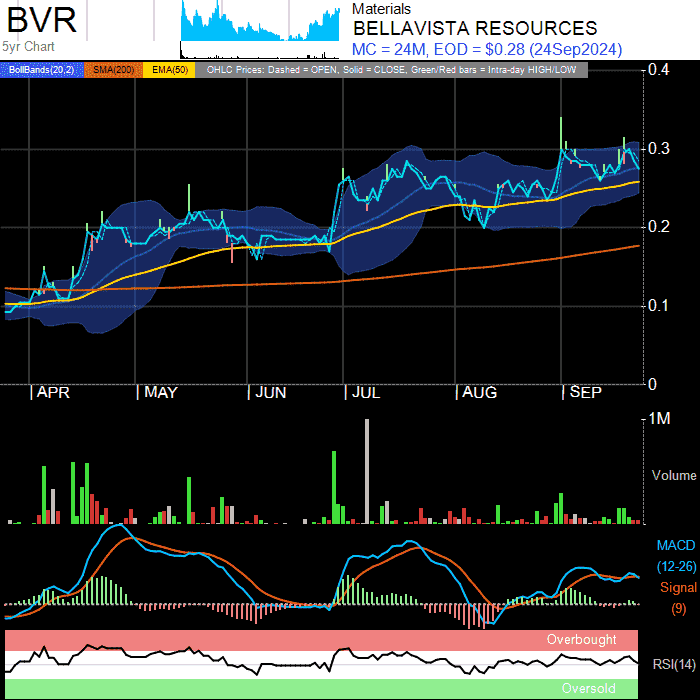 BVR
5yr Chart
Materials
BELLAVISTA RESOURCES
MC = 24M, EOD = $0.28 (24Sep2024)
BollBands(20,2) SMA(200) EMA(50) OHLC Prices: Dashed = OPEN, Solid = CLOSE, Green/Red bars = Intra-day HIGH/LOW
0.4
0.3
0.2
0.1
0
APR MAY JUN JUL AUG SEP
1M
Volume
MACD
(12-26)
Signal
(9)
Overbought
RSI(14)
Oversold